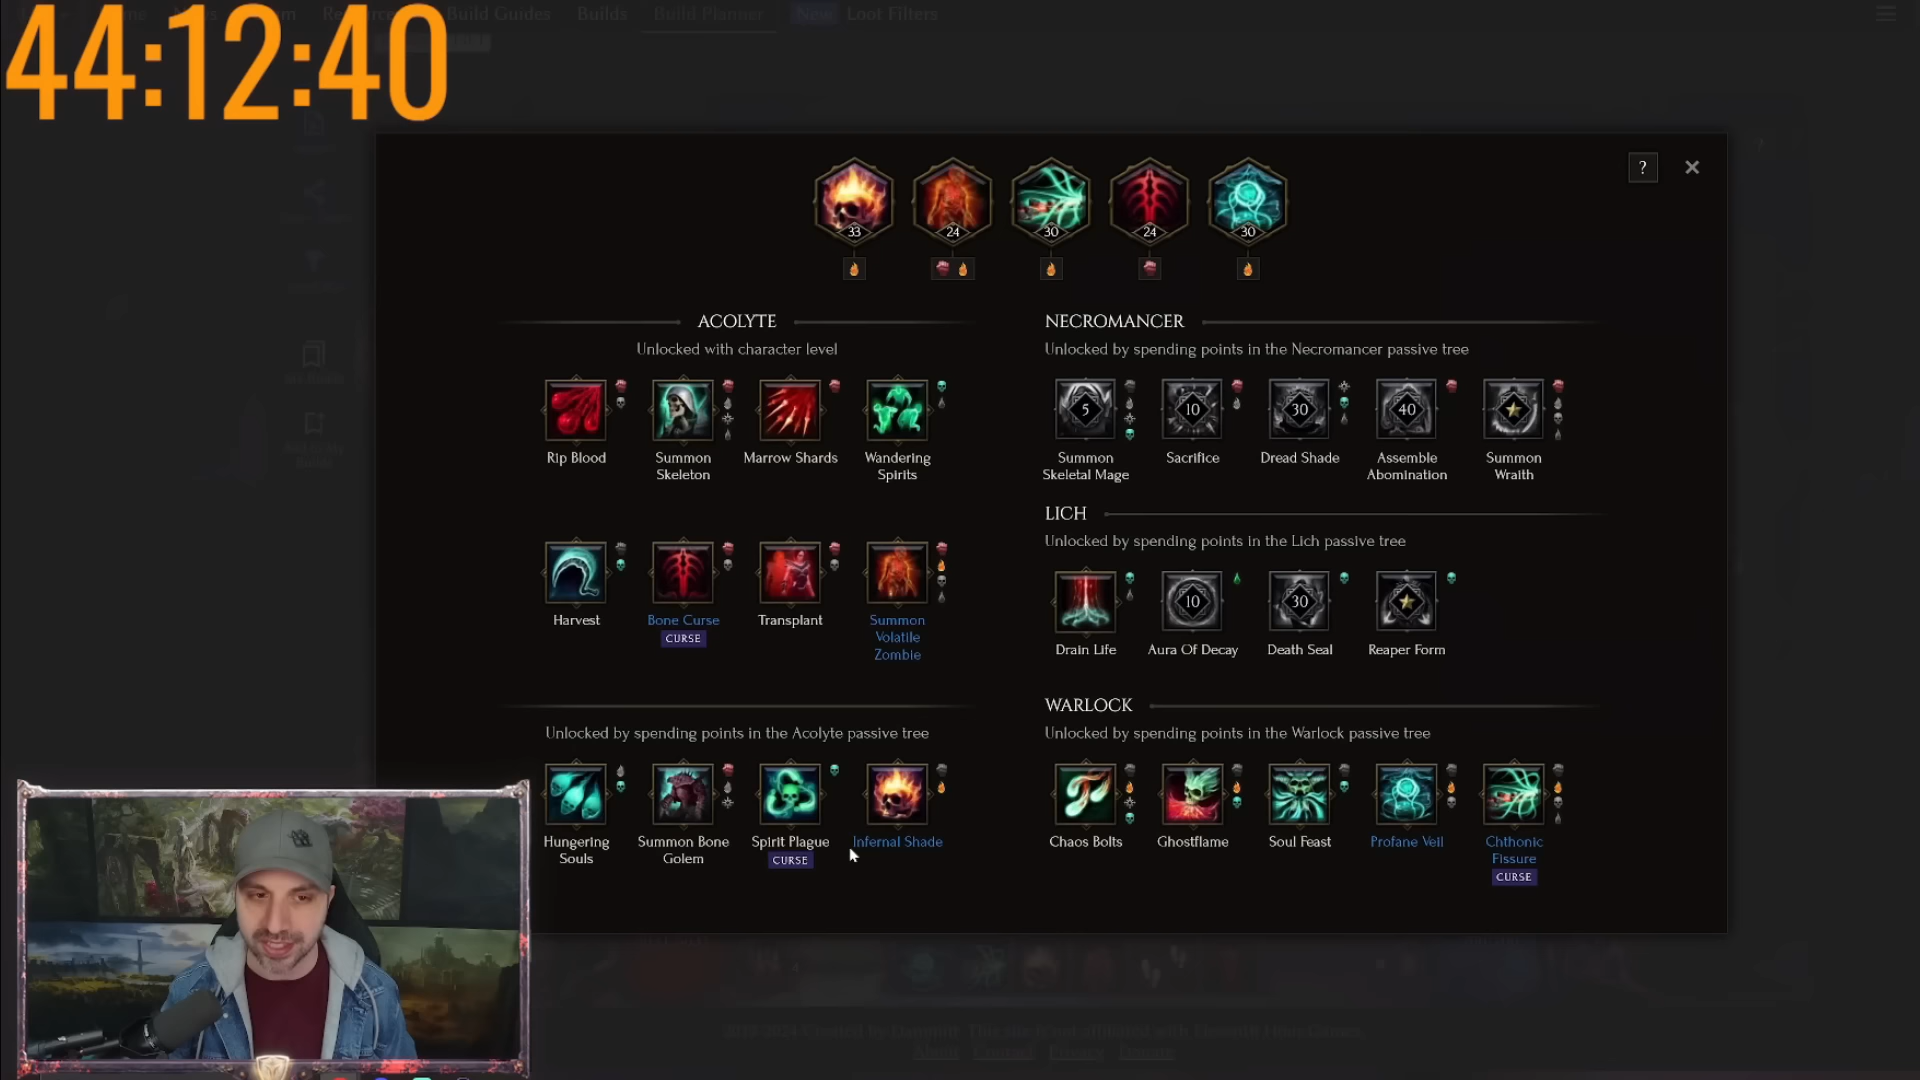 44:12:40
Build Guides Builds Build Planner New Loot Filters
?
33 24 30 24 30
ACOLYTE
Unlocked with character level
Rip Blood
Summon
Skeleton
Marrow Shards
Wandering
Spirits
Harvest
Bone Curse
CURSE
Transplant
Summon
Volatile
Zombie
Unlocked by spending points in the Acolyte passive tree
Hungering
Souls
Summon Bone
Golem
Spirit Plague
CURSE
Infernal Shade
NECROMANCER
Unlocked by spending points in the Necromancer passive tree
5
Summon
Skeletal Mage
10
Sacrifice
30
Dread Shade
40
Assemble
Abomination
Summon
Wraith
LICH
Unlocked by spending points in the Lich passive tree
Drain Life
10
Aura Of Decay
30
Death Seal
Reaper Form
WARLOCK
Unlocked by spending points in the Warlock passive tree
Chaos Bolts
Ghostflame
Soul Feast
Profane Veil
Chthonic
Fissure
CURSE
About Contact Privacy Donate